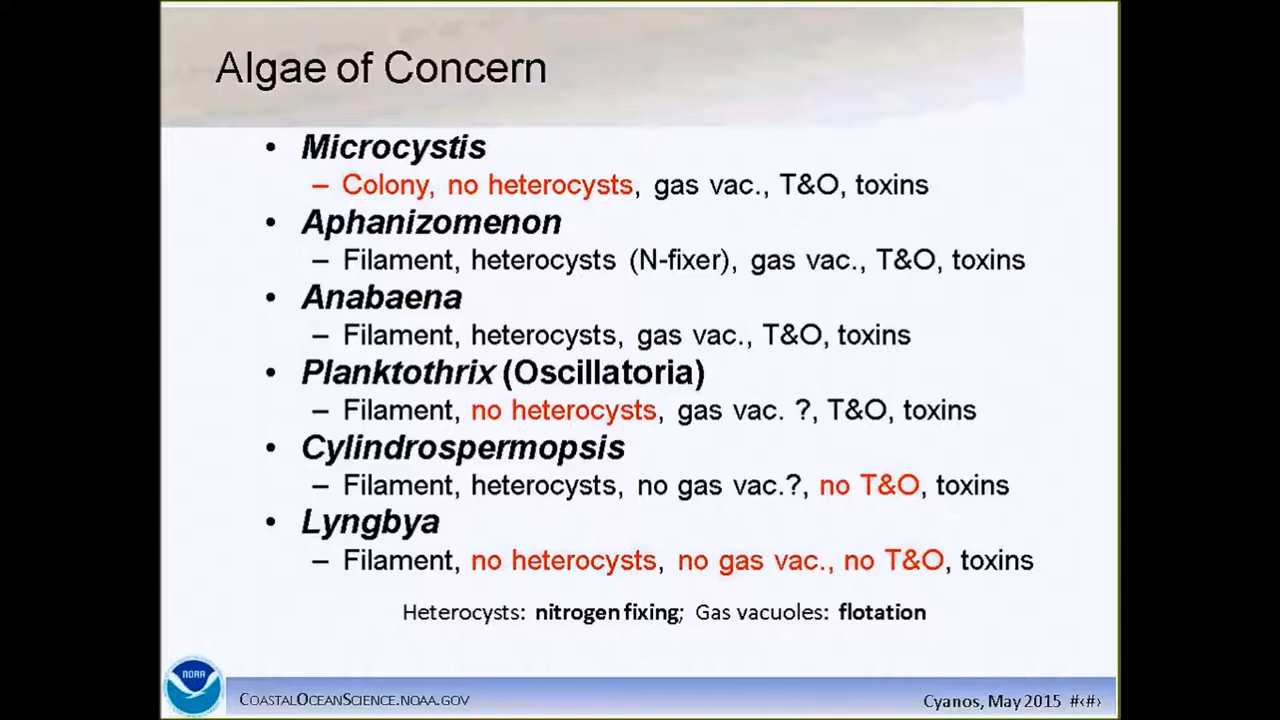 Algae of Concern
• Microcystis
– Colony, no heterocysts, gas vac., T&O, toxins
• Aphanizomenon
– Filament, heterocysts (N-fixer), gas vac., T&O, toxins
• Anabaena
– Filament, heterocysts, gas vac., T&O, toxins
• Planktothrix (Oscillatoria)
– Filament, no heterocysts, gas vac. ?, T&O, toxins
• Cylindrospermopsis
– Filament, heterocysts, no gas vac.?, no T&O, toxins
• Lyngbya
– Filament, no heterocysts, no gas vac., no T&O, toxins
Heterocysts: nitrogen fixing; Gas vacuoles: flotation
NOAA
COASTALOCEANSCIENCE.NOAA.GOV
Cyanos, May 2015 #‹#›